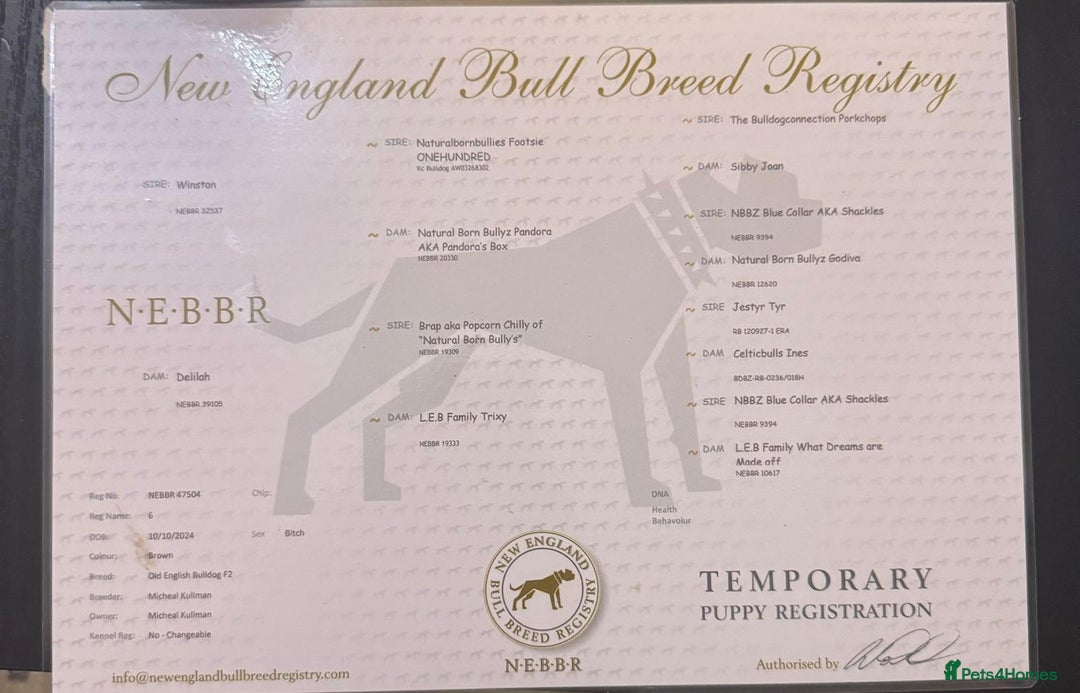 New England Bull Breed Registry
SIRE: Winston
NEBBR 32537
N·E·B·B·R
DAM: Delilah
NEBBR 39105
~ SIRE: Naturalbornbullies Footsie
ONEHUNDRED
Kc Bulldog AW03268302
~ DAM: Natural Born Bullyz Pandora
AKA Pandora's Box
NEBBR 20330
~ SIRE: Brap aka Popcorn Chilly of
"Natural Born Bully's"
NEBBR 19309
~ DAM: L.E.B Family Trixy
NEBBR 19333
~ SIRE: The Bulldogconnection Porkchops
~ DAM: Sibby Joan
~ SIRE: NBBZ Blue Collar AKA Shackles
NEBBR 9394
~ DAM: Natural Born Bullyz Godiva
NEBBR 12620
~ SIRE Jestyr Tyr
RB 120927-1 ERA
~ DAM Celticbulls Ines
BDBZ-RB-0236/018H
~ SIRE NBBZ Blue Collar AKA Shackles
NEBBR 9394
~ DAM L.E.B Family What Dreams are
Made off
NEBBR 10617
Reg No: NEBBR 47504 Chip:
Reg Name: 6
DOB: 10/10/2024 Sex Bitch
Colour: Brown
Breed: Old English Bulldog F2
Breeder: Micheal Kullman
Owner: Micheal Kullman
Kennel Reg: No - Changeable
DNA
Health
Behaviour
NEW ENGLAND
BULL BREED REGISTRY
N·E·B·B·R
TEMPORARY
PUPPY REGISTRATION
Authorised by
info@newenglandbullbreedregistry.com
Pets4Homes